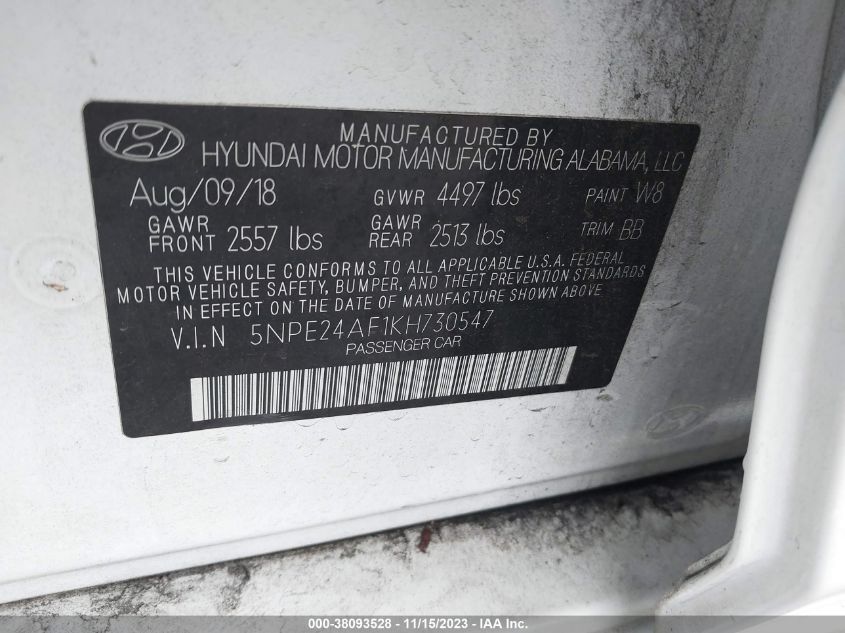 MANUFACTURED BY
HYUNDAI MOTOR MANUFACTURING ALABAMA, LLC
Aug/09/18 GVWR 4497 lbs PAINT W8
GAWR FRONT 2557 lbs GAWR REAR 2513 lbs TRIM BB
THIS VEHICLE CONFORMS TO ALL APPLICABLE U.S.A. FEDERAL
MOTOR VEHICLE SAFETY, BUMPER, AND THEFT PREVENTION STANDARDS
IN EFFECT ON THE DATE OF MANUFACTURE SHOWN ABOVE
V.I.N 5NPE24AF1KH730547
PASSENGER CAR
000-38093528 - 11/15/2023 - IAA Inc.